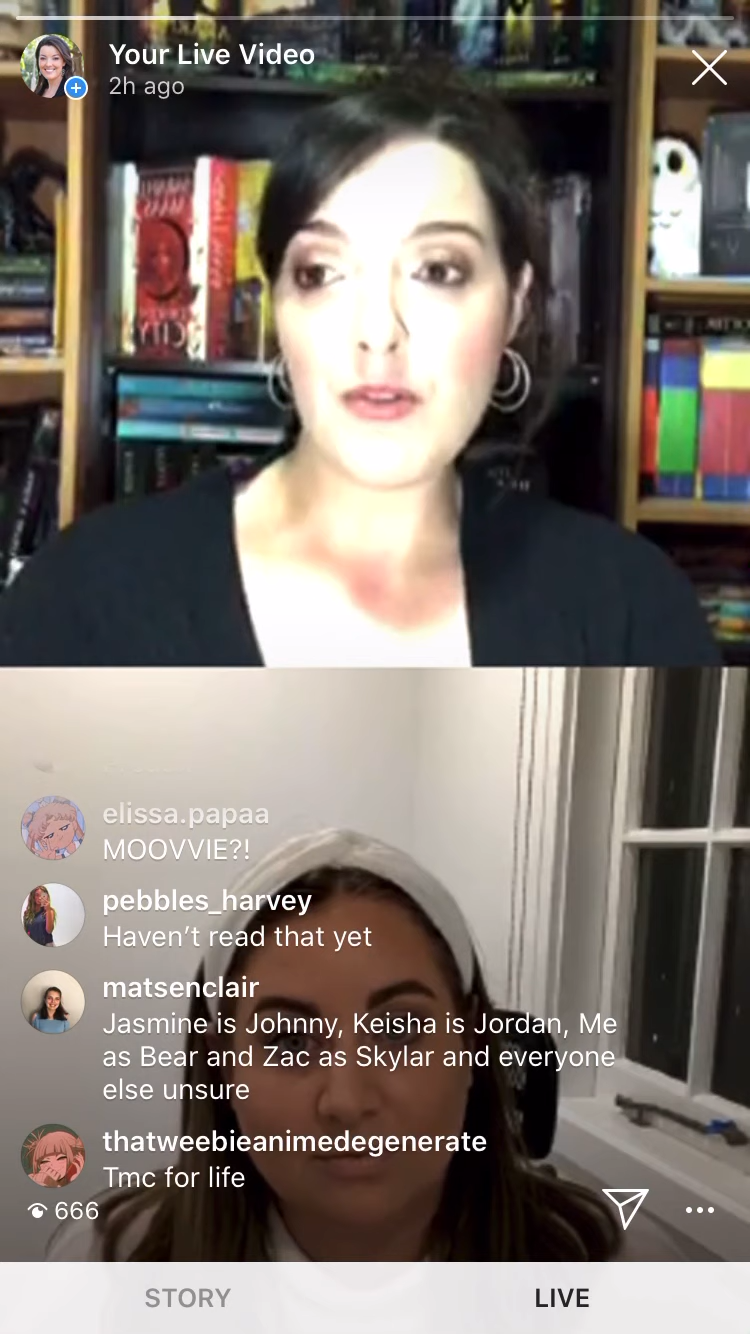 Your Live Video
2h ago
CITY
elissa.papaa
MOOVVIE?!
pebbles_harvey
Haven't read that yet
matsenclair
Jasmine is Johnny, Keisha is Jordan, Me
as Bear and Zac as Skylar and everyone
else unsure
thatweebieanimedegenerate
Tmc for life
666
STORY
LIVE